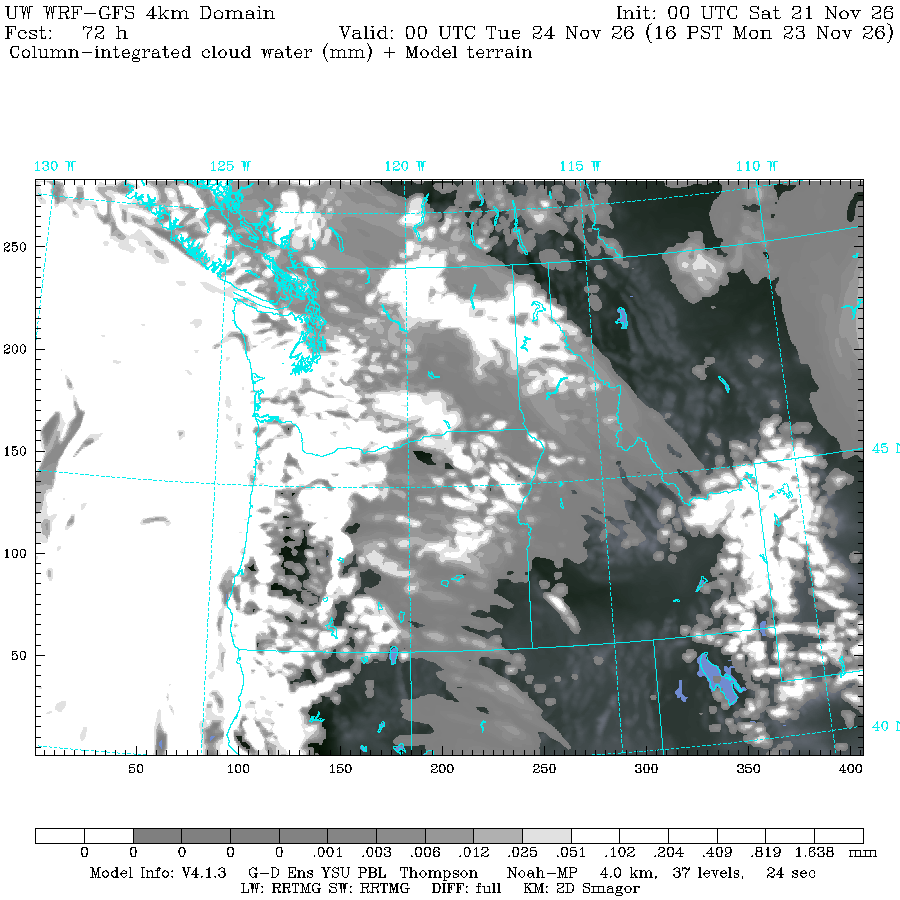 UW WRF-GFS 4km Domain Init: 00 UTC Sat 21 Nov 26
Fcst: 72 h Valid: 00 UTC Tue 24 Nov 26 (16 PST Mon 23 Nov 26)
Column-integrated cloud water (mm) + Model terrain
130 W 125 W 120 W 115 W 110 W
250
200
150 45 N
100
50
40 N
50 100 150 200 250 300 350 400
0 0 0 0 0 .001 .003 .006 .012 .025 .051 .102 .204 .409 .819 1.638 mm
Model Info: V4.1.3 G-D Ens YSU PBL Thompson Noah-MP 4.0 km, 37 levels, 24 sec
LW: RRTMG SW: RRTMG DIFF: full KM: 2D Smagor